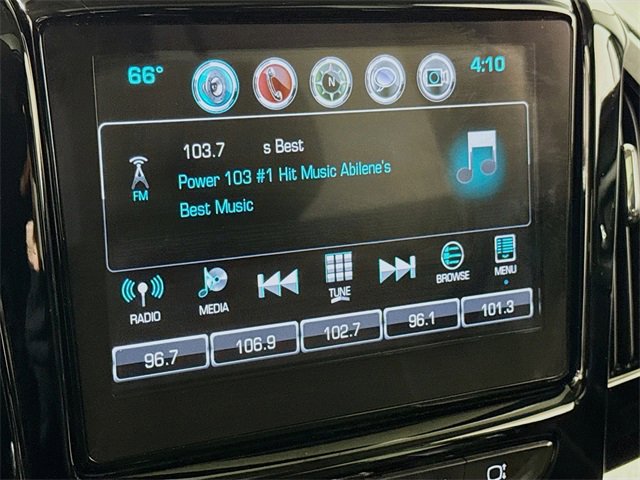 66° N 4:10
103.7 s Best
FM Power 103 #1 Hit Music Abilene's
Best Music
RADIO MEDIA TUNE BROWSE MENU
96.7 106.9 102.7 96.1 101.3